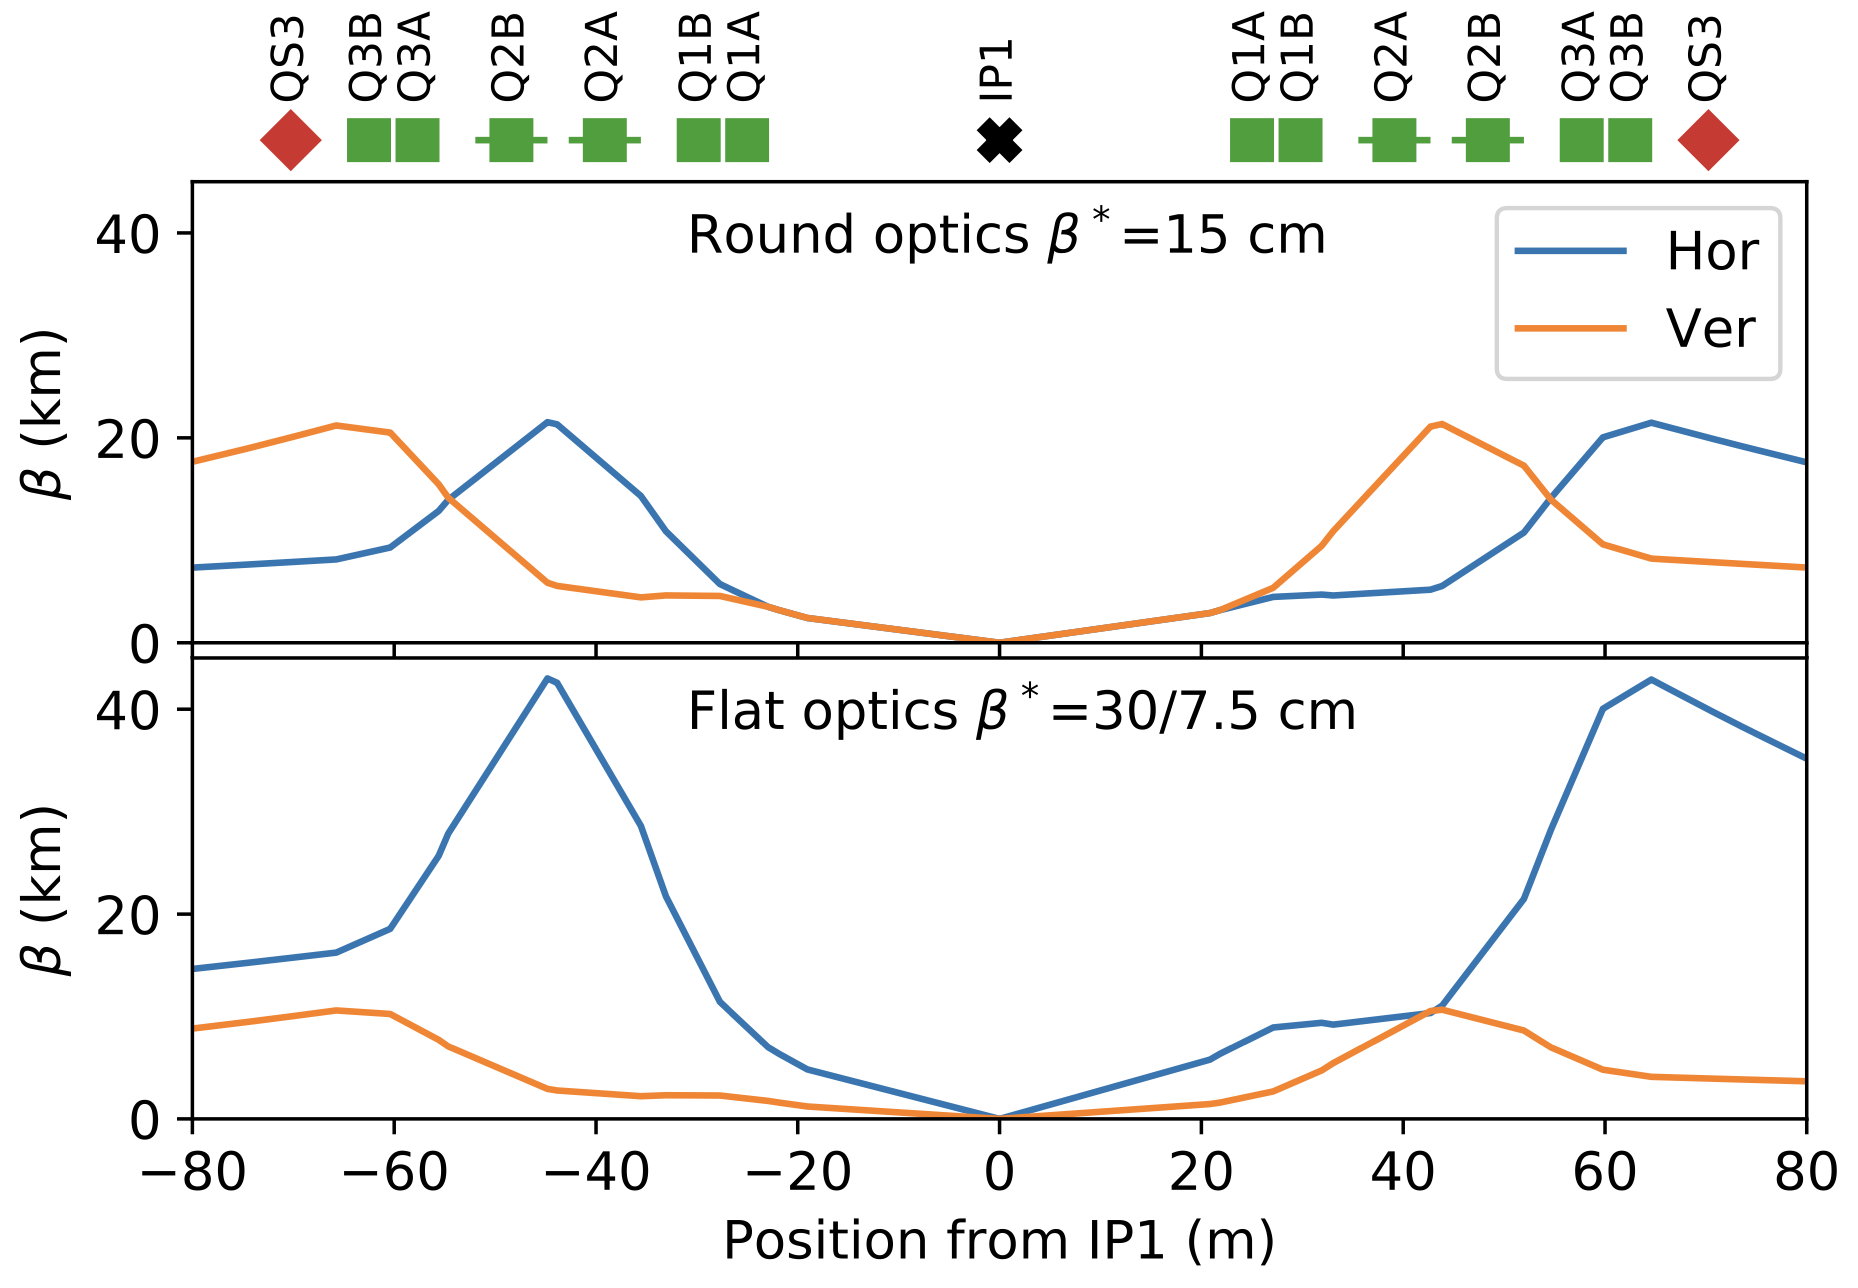 QS3 Q3B Q3A Q2B Q2A Q1B Q1A IP1 Q1A Q1B Q2A Q2B Q3A Q3B QS3
Round optics β*=15 cm
Hor
Ver
40
20
0
β (km)
Flat optics β*=30/7.5 cm
40
20
0
β (km)
−80 −60 −40 −20 0 20 40 60 80
Position from IP1 (m)